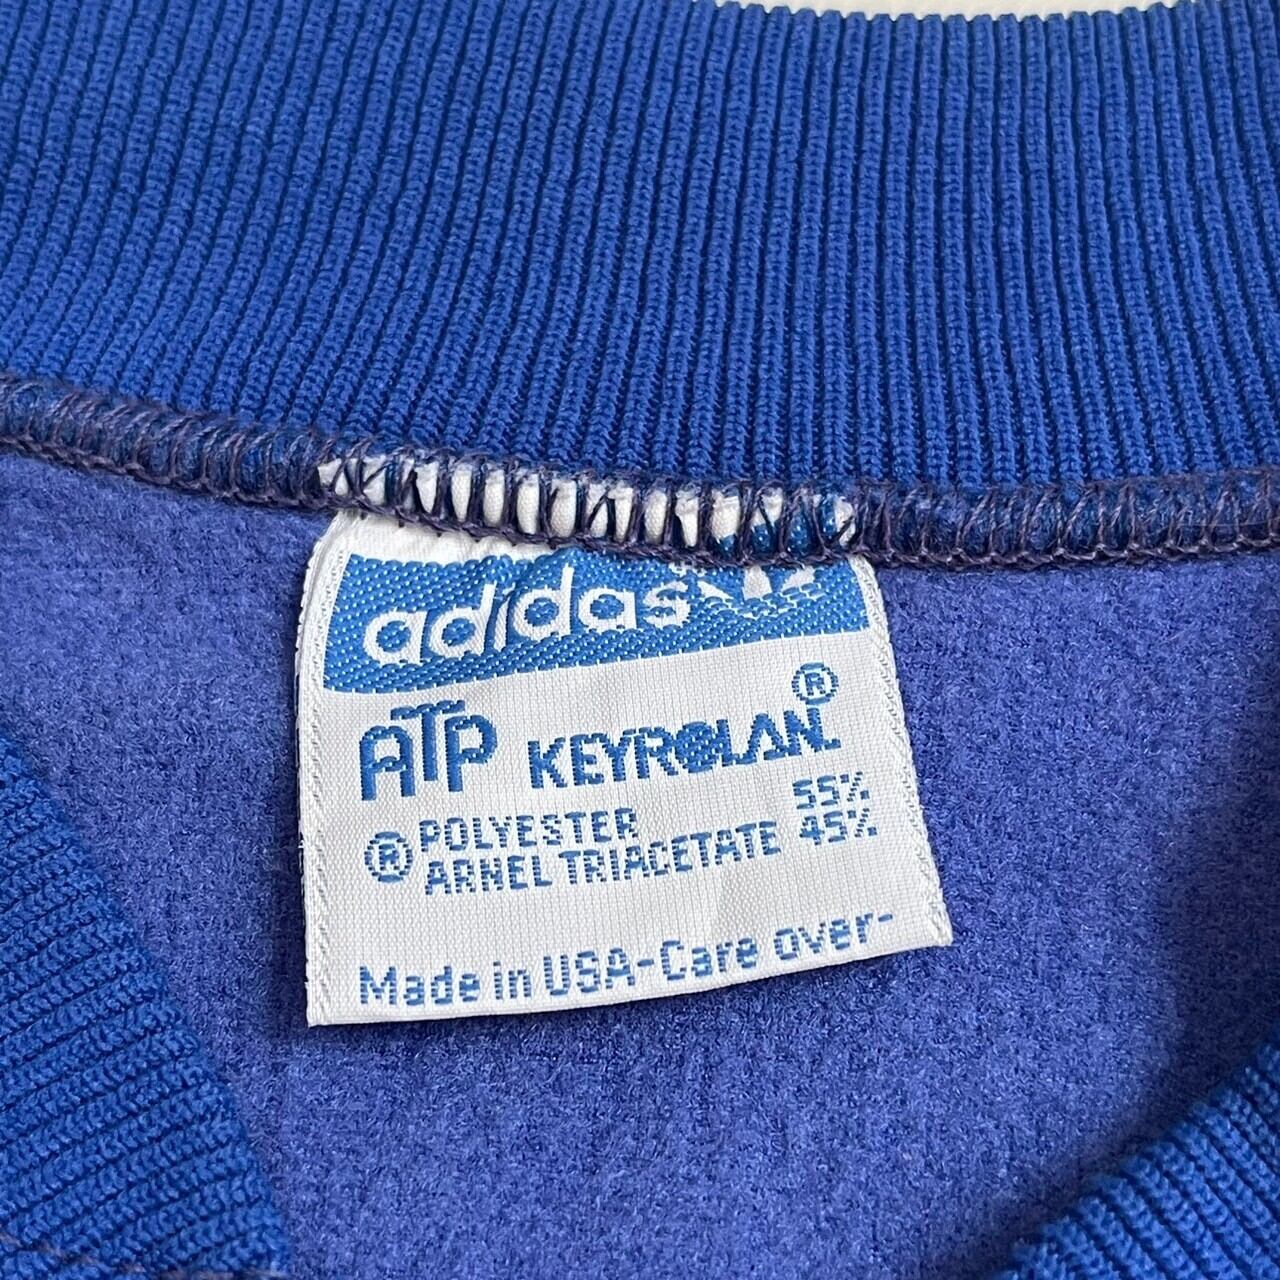 adidas
ATP KEYROLAN®
POLYESTER 55%
® ARNEL TRIACETATE 45%
Made in USA-Care over-